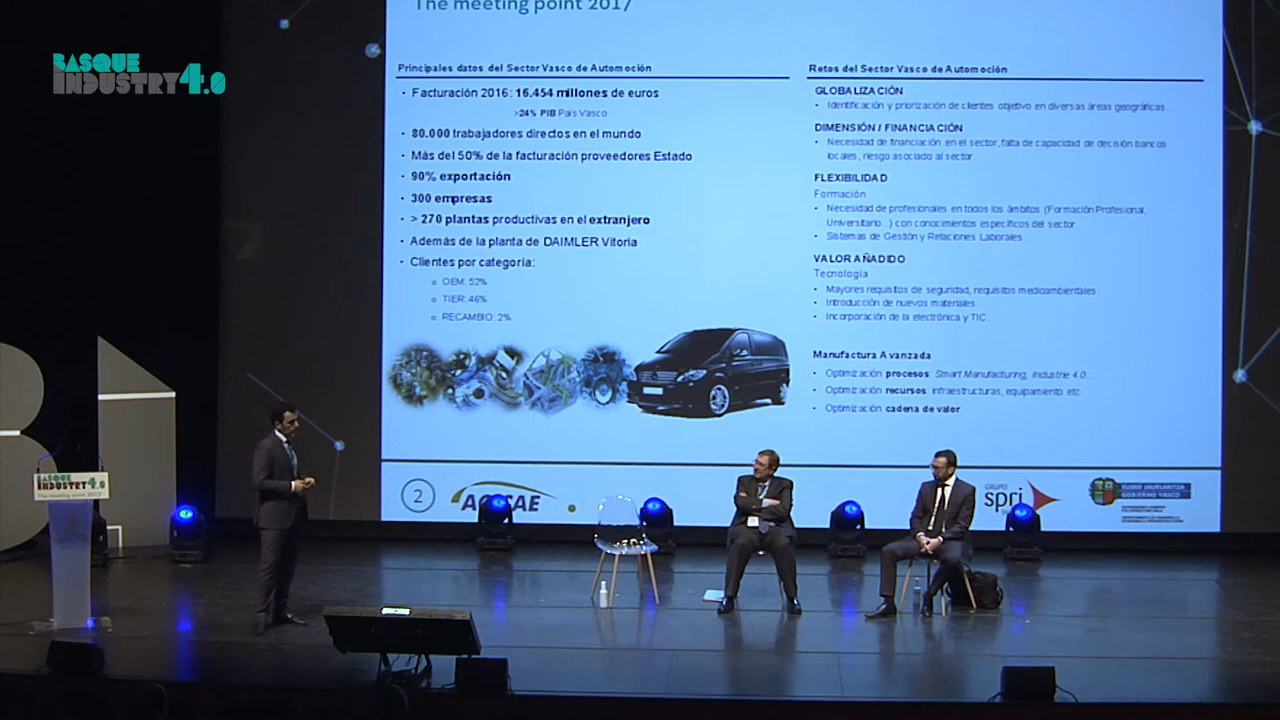 BASQUE
INDUSTRY 4.0
The meeting point 2017
Principales datos del Sector Vasco de Automoción
• Facturación 2016: 16.454 millones de euros
>24% PIB País Vasco
• 80.000 trabajadores directos en el mundo
• Más del 50% de la facturación proveedores Estado
• 90% exportación
• 300 empresas
• > 270 plantas productivas en el extranjero
• Además de la planta de DAIMLER Vitoria
• Clientes por categoría:
o OEM: 52%
o TIER: 46%
o RECAMBIO: 2%
Retos del Sector Vasco de Automoción
GLOBALIZACIÓN
• Identificación y priorización de clientes objetivo en diversas áreas geográficas
DIMENSIÓN / FINANCIACIÓN
• Necesidad de financiación en el sector, falta de capacidad de decisión bancos
locales, riesgo asociado al sector.
FLEXIBILIDAD
Formación
• Necesidad de profesionales en todos los ámbitos (Formación Profesional,
Universitario...) con conocimientos específicos del sector
• Sistemas de Gestión y Relaciones Laborales
VALOR AÑADIDO
Tecnología
• Mayores requisitos de seguridad, requisitos medioambientales.
• Introducción de nuevos materiales
• Incorporación de la electrónica y TIC.
Manufactura Avanzada
• Optimización procesos: Smart Manufacturing, Industrie 4.0...
• Optimización recursos: infraestructuras, equipamiento etc.
• Optimización cadena de valor
2
GRUPO
spri
EUSKO JAURLARITZA
GOBIERNO VASCO
BASQUE
INDUSTRY 4.0
The meeting point 2017